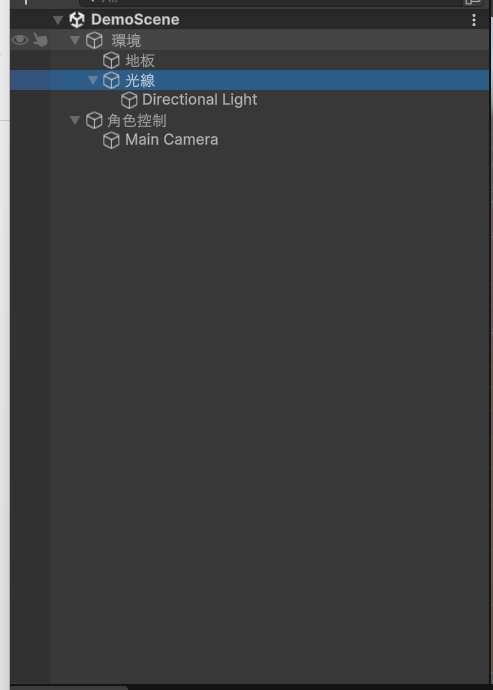 DemoScene
環境
地板
光線
Directional Light
角色控制
Main Camera